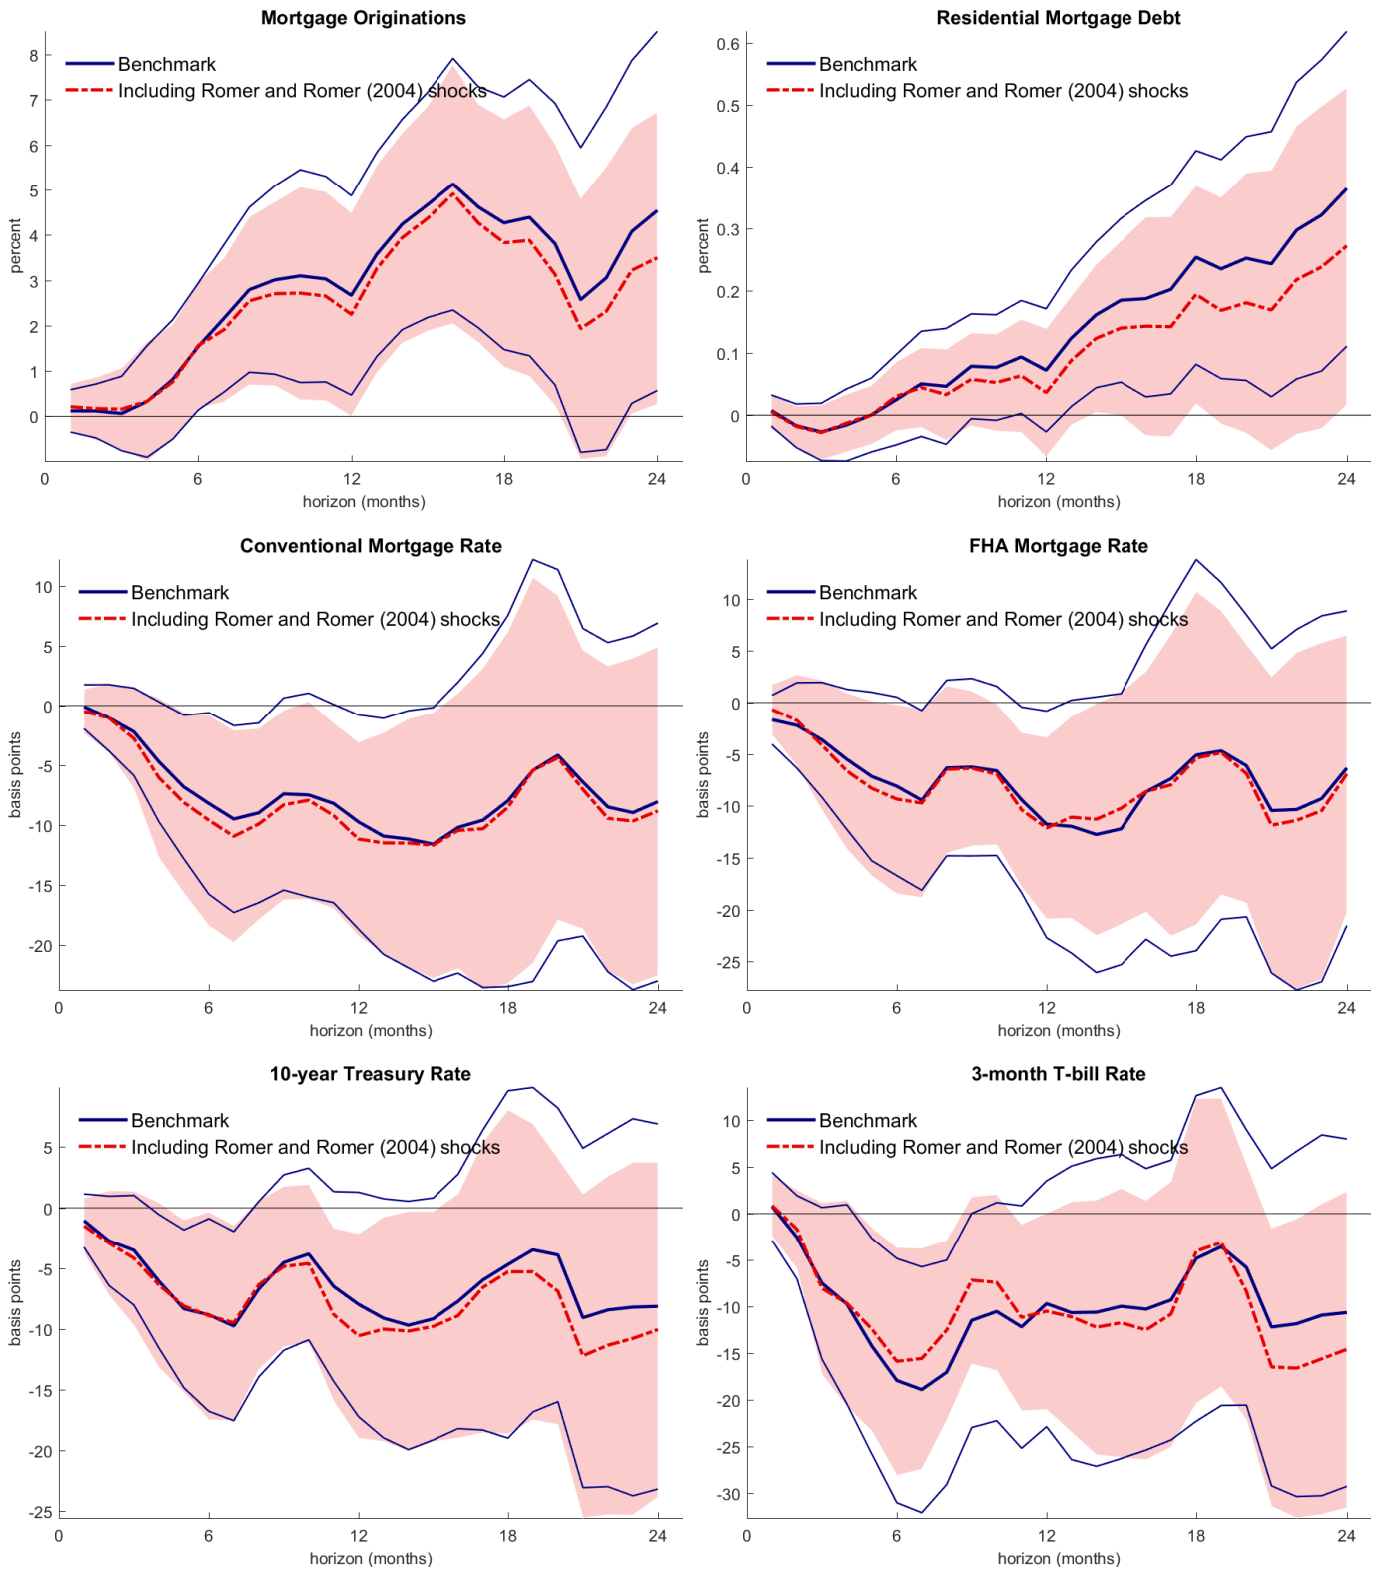 Mortgage Originations
Benchmark
Including Romer and Romer (2004) shocks
percent
8
7
6
5
4
3
2
1
0
0 6 12 18 24
horizon (months)
Residential Mortgage Debt
Benchmark
Including Romer and Romer (2004) shocks
percent
0.6
0.5
0.4
0.3
0.2
0.1
0
0 6 12 18 24
horizon (months)
Conventional Mortgage Rate
Benchmark
Including Romer and Romer (2004) shocks
basis points
10
5
0
-5
-10
-15
-20
0 6 12 18 24
horizon (months)
FHA Mortgage Rate
Benchmark
Including Romer and Romer (2004) shocks
basis points
10
5
0
-5
-10
-15
-20
-25
0 6 12 18 24
horizon (months)
10-year Treasury Rate
Benchmark
Including Romer and Romer (2004) shocks
basis points
5
0
-5
-10
-15
-20
-25
0 6 12 18 24
horizon (months)
3-month T-bill Rate
Benchmark
Including Romer and Romer (2004) shocks
basis points
10
5
0
-5
-10
-15
-20
-25
-30
0 6 12 18 24
horizon (months)